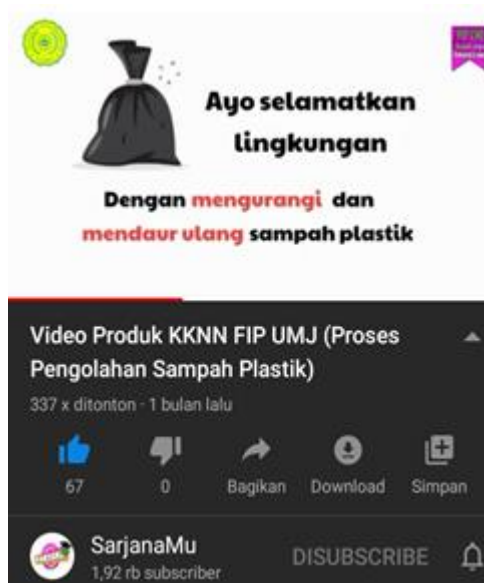 Ayo selamatkan
lingkungan
Dengan mengurangi dan
mendaur ulang sampah plastik
Video Produk KKNN FIP UMJ (Proses
Pengolahan Sampah Plastik)
337 x ditonton · 1 bulan lalu
67
0
Bagikan
Download
Simpan
SarjanaMu
DISUBSCRIBE
1,92 rb subscriber